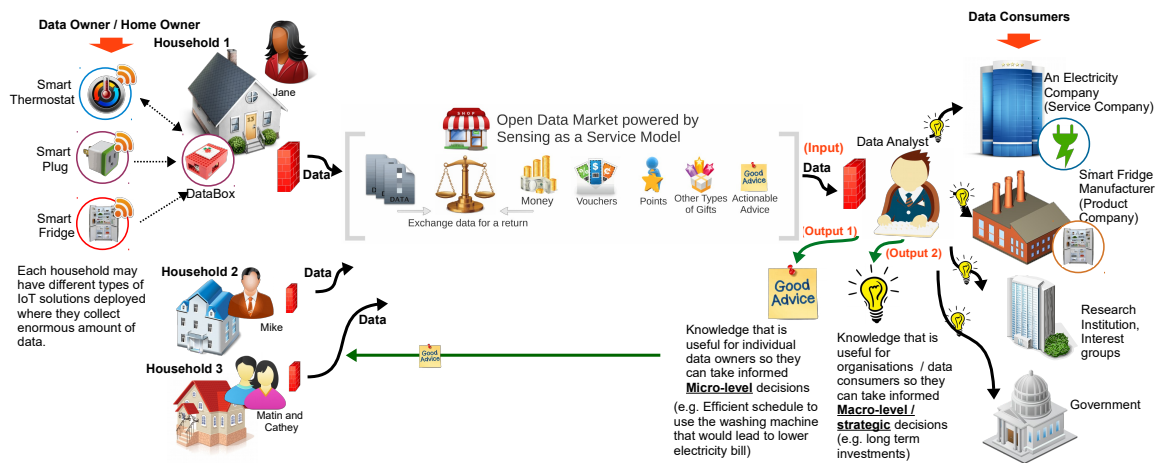 Data Owner / Home Owner
Household 1
Jane
Smart
Thermostat
Smart
Plug
DataBox
Smart
Fridge
Data
Each household may
have different types of
IoT solutions deployed
where they collect
enormous amount of
data.
Household 2
Mike
Data
Household 3
Matin and
Cathey
Data
SHOP
Open Data Market powered by
Sensing as a Service Model
DATA
Exchange data for a return
Money
Vouchers
Points
Other Types
of Gifts
Good
Advice
Actionable
Advice
(Input)
Data
Data Analyst
(Output 1)
(Output 2)
Good
Advice
Good
Advice
Knowledge that is
useful for individual
data owners so they
can take informed
Micro-level decisions
(e.g. Efficient schedule to
use the washing machine
that would lead to lower
electricity bill)
Knowledge that is
useful for
organisations / data
consumers so they
can take informed
Macro-level /
strategic decisions
(e.g. long term
investments)
Data Consumers
An Electricity
Company
(Service Company)
Smart Fridge
Manufacturer
(Product
Company)
Research
Institution,
Interest
groups
Government